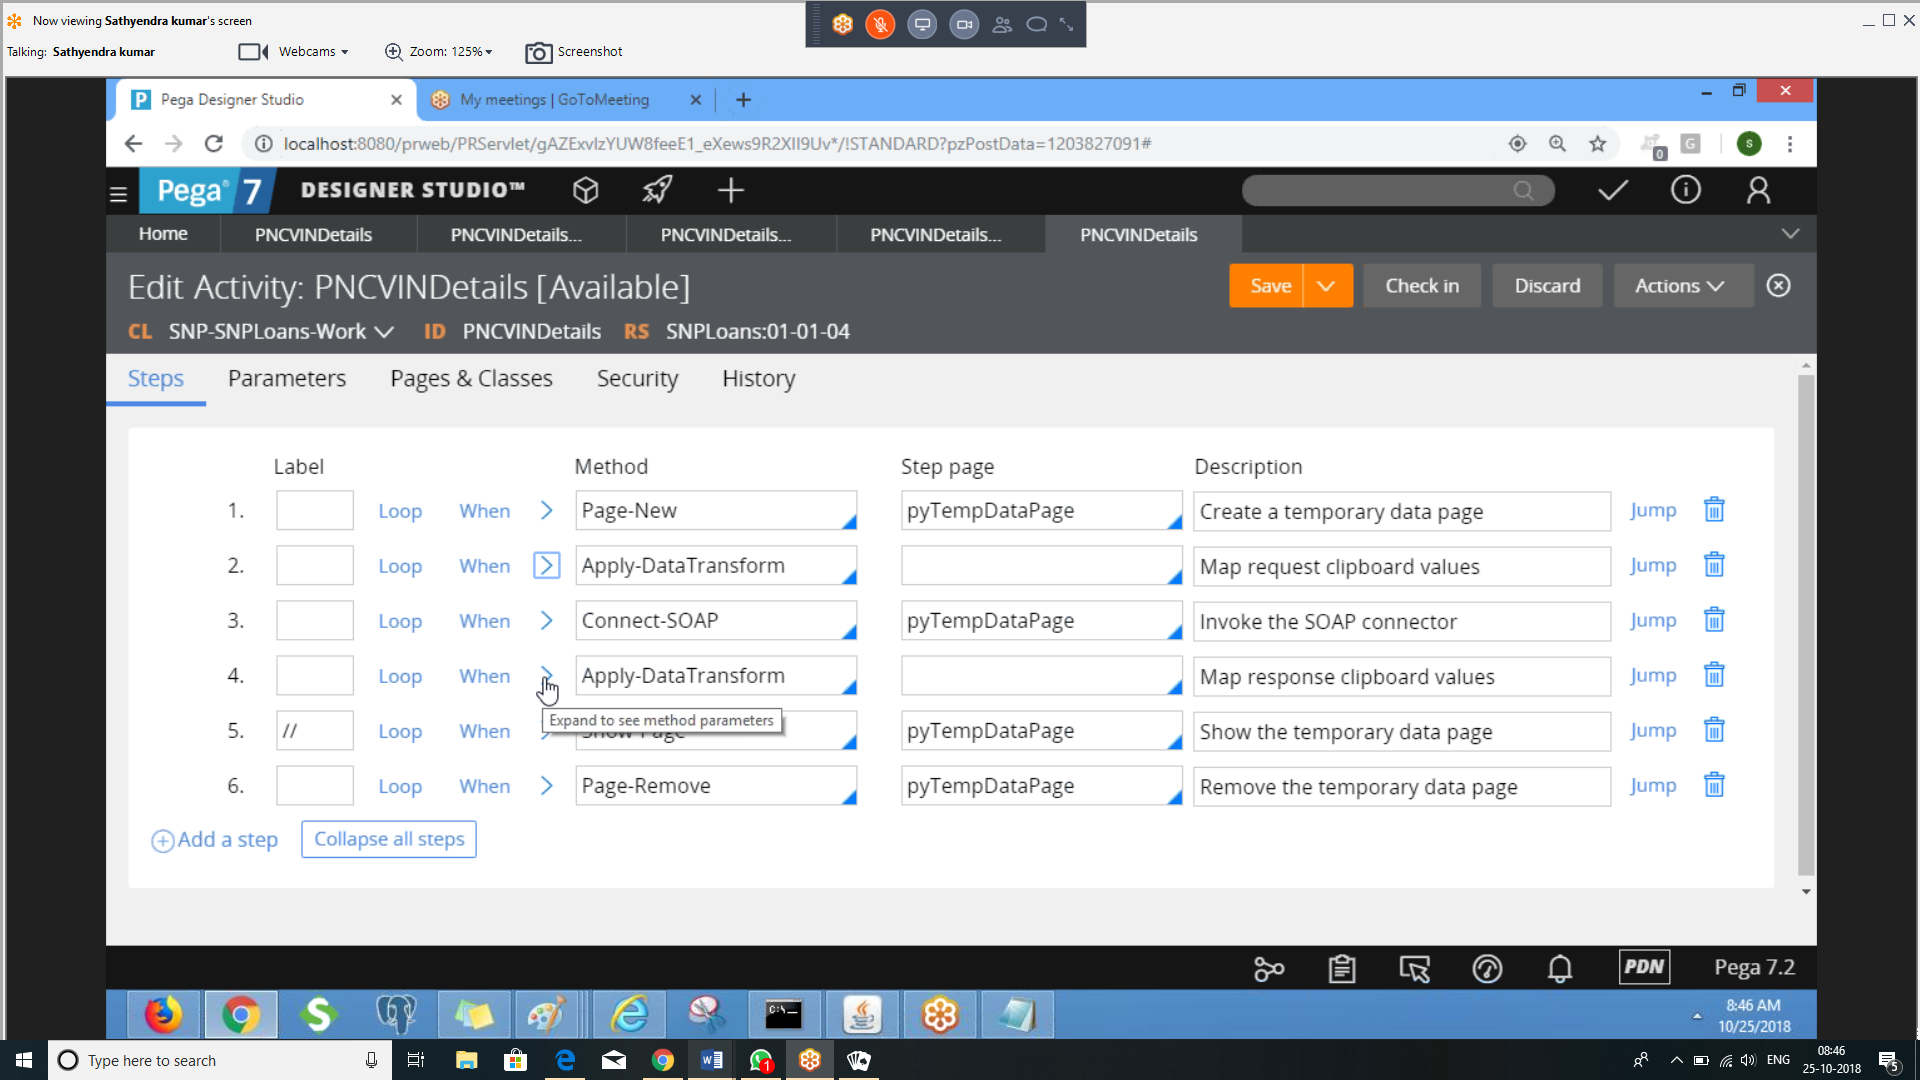 Now viewing Sathyendra kumar's screen
Talking: Sathyendra kumar
Webcams
Zoom: 125%
Screenshot
Pega Designer Studio
My meetings | GoToMeeting
localhost:8080/prweb/PRServlet/gAZExvIzYUW8feeE1_eXews9R2XII9Uv*/!STANDARD?pzPostData=1203827091#
0
G
S
Pega 7 DESIGNER STUDIO™
Home
PNCVINDetails
PNCVINDetails...
PNCVINDetails...
PNCVINDetails...
PNCVINDetails
Edit Activity: PNCVINDetails [Available]
Save
Check in
Discard
Actions
CL SNP-SNPLoans-Work ID PNCVINDetails RS SNPLoans:01-01-04
Steps
Parameters
Pages & Classes
Security
History
Label Method Step page Description
1. Loop When Page-New pyTempDataPage Create a temporary data page Jump
2. Loop When Apply-DataTransform Map request clipboard values Jump
3. Loop When Connect-SOAP pyTempDataPage Invoke the SOAP connector Jump
4. Loop When Apply-DataTransform Map response clipboard values Jump
Expand to see method parameters
5. // Loop When Show-Page pyTempDataPage Show the temporary data page Jump
6. Loop When Page-Remove pyTempDataPage Remove the temporary data page Jump
Add a step
Collapse all steps
PDN
Pega 7.2
C:\_
8:46 AM
10/25/2018
Type here to search
1
ENG
08:46
25-10-2018
5